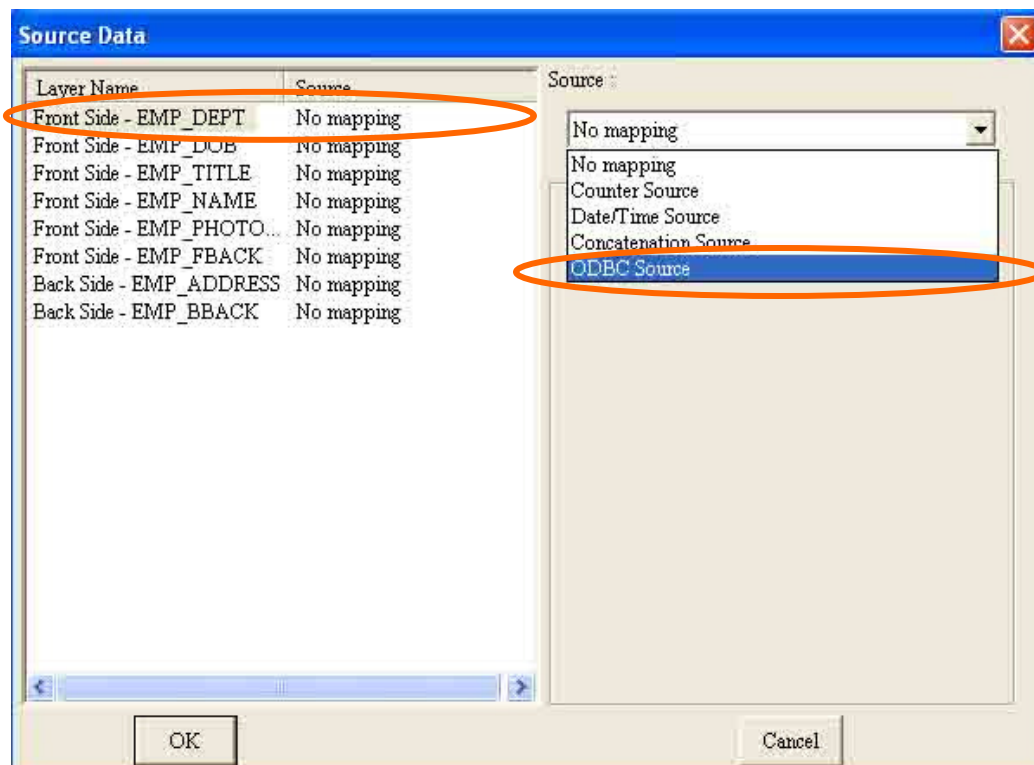 Source Data
Layer Name Source
Front Side - EMP_DEPT No mapping
Front Side - EMP_DOB No mapping
Front Side - EMP_TITLE No mapping
Front Side - EMP_NAME No mapping
Front Side - EMP_PHOTO... No mapping
Front Side - EMP_FBACK No mapping
Back Side - EMP_ADDRESS No mapping
Back Side - EMP_BBACK No mapping
Source :
No mapping
No mapping
Counter Source
Date/Time Source
Concatenation Source
ODBC Source
OK
Cancel